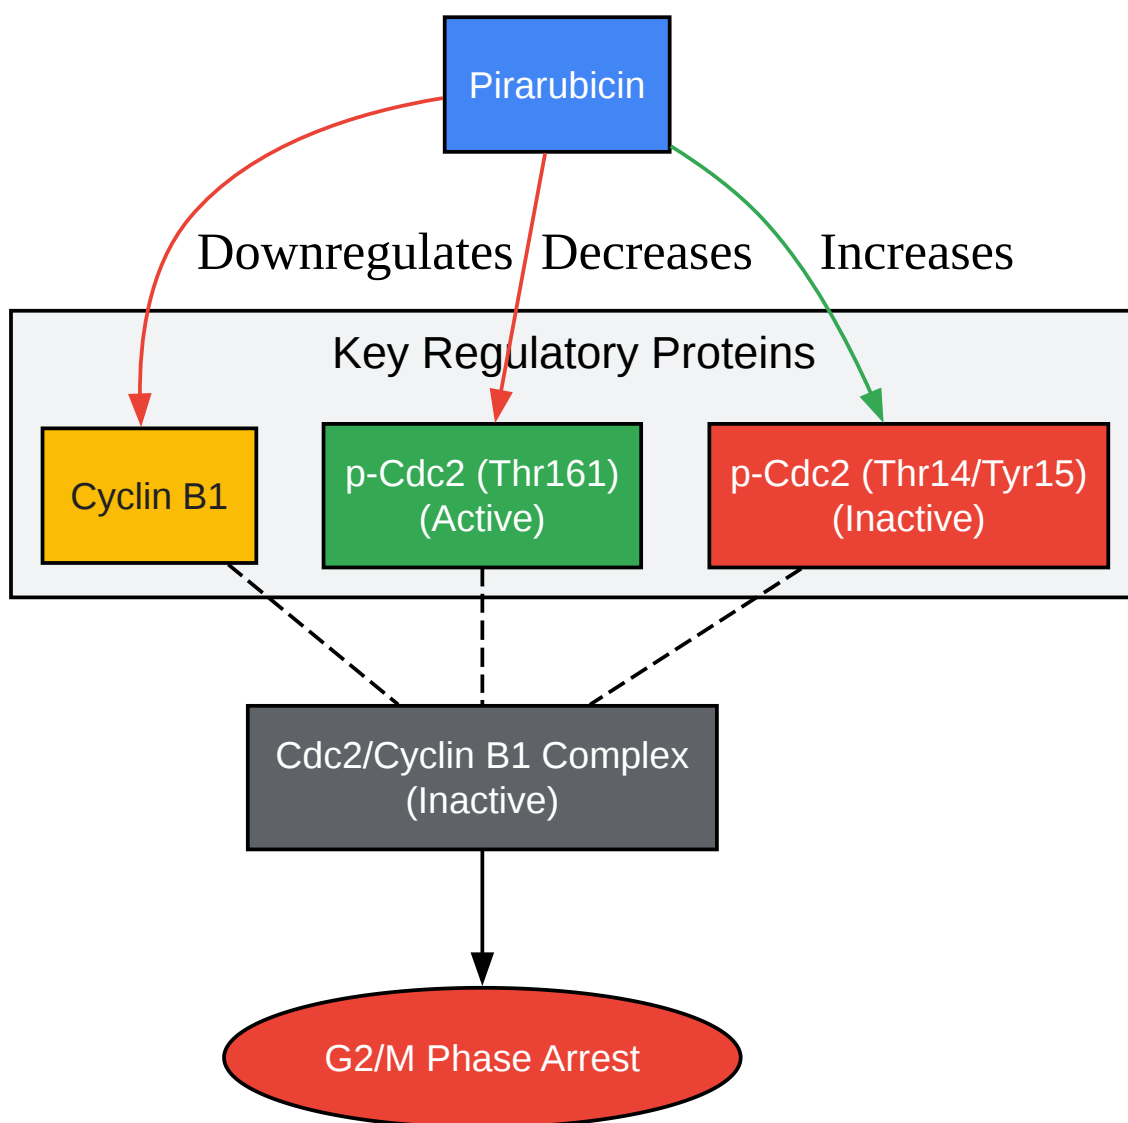 Pirarubicin
Downregulates
Decreases
Increases
Key Regulatory Proteins
Cyclin B1
p-Cdc2 (Thr161)
(Active)
p-Cdc2 (Thr14/Tyr15)
(Inactive)
Cdc2/Cyclin B1 Complex
(Inactive)
G2/M Phase Arrest